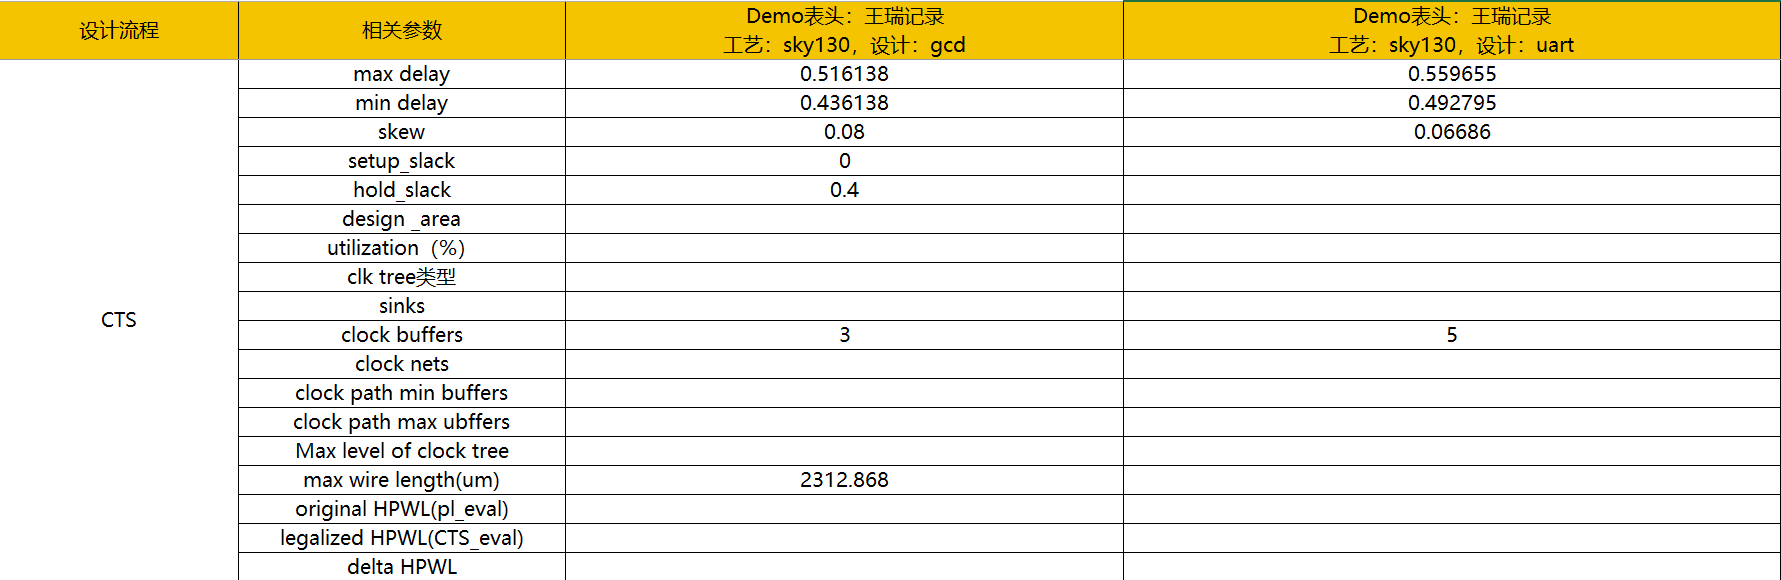 设计流程
相关参数
Demo表头：王瑞记录
工艺：sky130，设计：gcd
Demo表头：王瑞记录
工艺：sky130，设计：uart
CTS
max delay
0.516138
0.559655
min delay
0.436138
0.492795
skew
0.08
0.06686
setup_slack
0
hold_slack
0.4
design _area
utilization（%）
clk tree类型
sinks
clock buffers
3
5
clock nets
clock path min buffers
clock path max ubffers
Max level of clock tree
max wire length(um)
2312.868
original HPWL(pl_eval)
legalized HPWL(CTS_eval)
delta HPWL